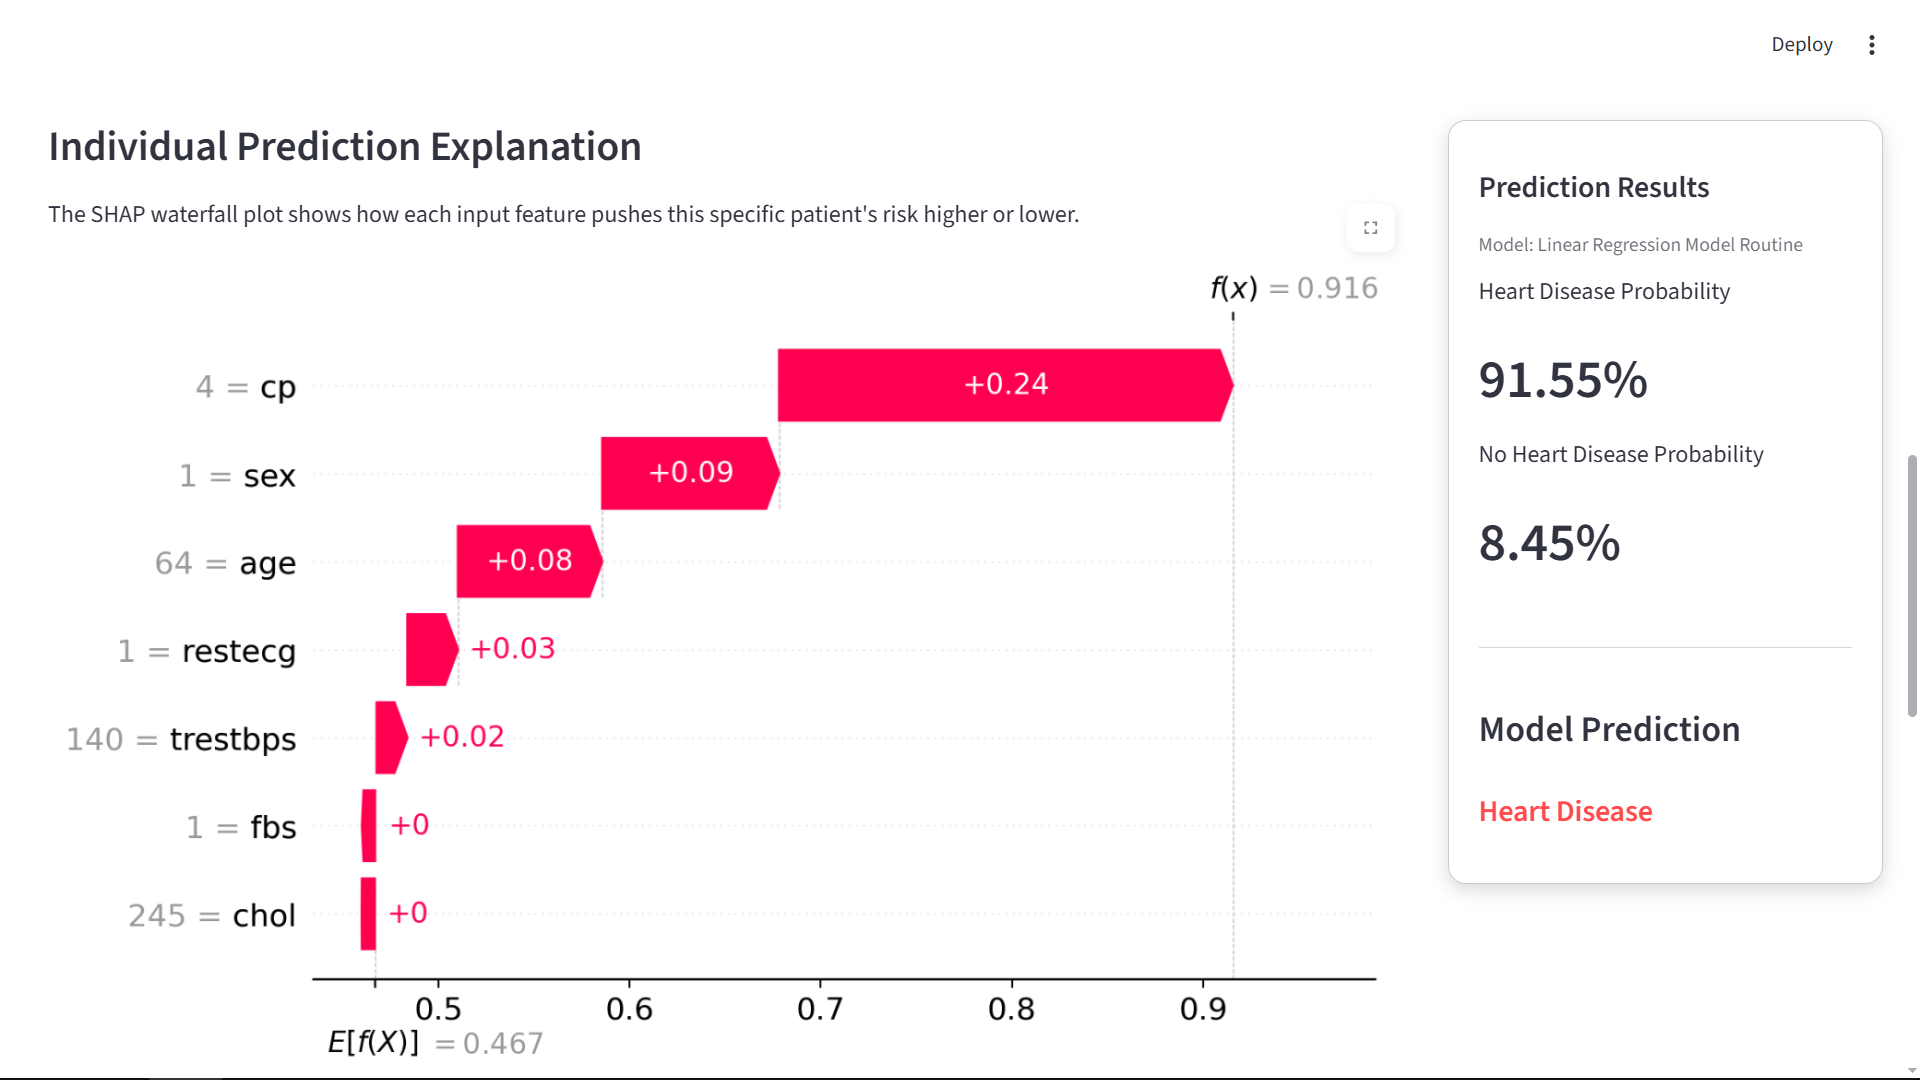 Deploy
Individual Prediction Explanation
The SHAP waterfall plot shows how each input feature pushes this specific patient's risk higher or lower.
f(x) = 0.916
4 = cp
+0.24
1 = sex
+0.09
64 = age
+0.08
1 = restecg
+0.03
140 = trestbps
+0.02
1 = fbs
+0
245 = chol
+0
0.5 0.6 0.7 0.8 0.9
E[f(X)] = 0.467
Prediction Results
Model: Linear Regression Model Routine
Heart Disease Probability
91.55%
No Heart Disease Probability
8.45%
Model Prediction
Heart Disease